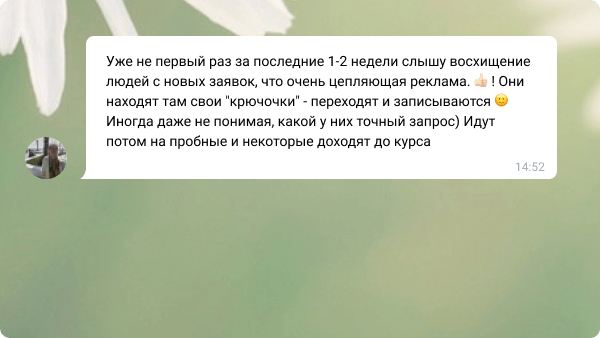 Уже не первый раз за последние 1-2 недели слышу восхищение
людей с новых заявок, что очень цепляющая реклама. 👍🏻 ! Они
находят там свои "крючочки" - переходят и записываются 🙂
Иногда даже не понимая, какой у них точный запрос) Идут
потом на пробные и некоторые доходят до курса
14:52